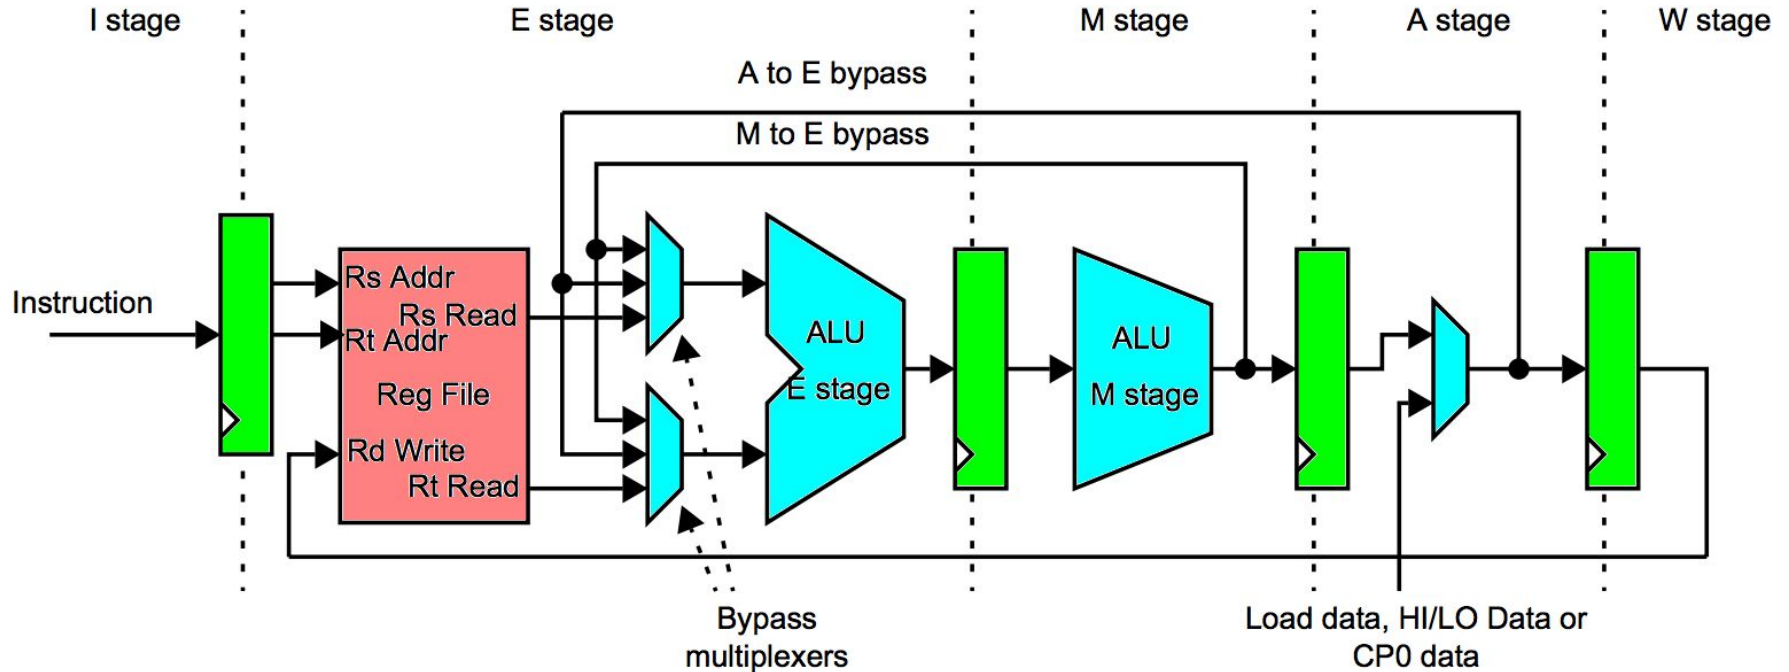 I stage
E stage
M stage
A stage
W stage
A to E bypass
M to E bypass
Instruction
Rs Addr
Rs Read
Rt Addr
Reg File
Rd Write
Rt Read
ALU
E stage
ALU
M stage
Bypass
multiplexers
Load data, HI/LO Data or
CP0 data